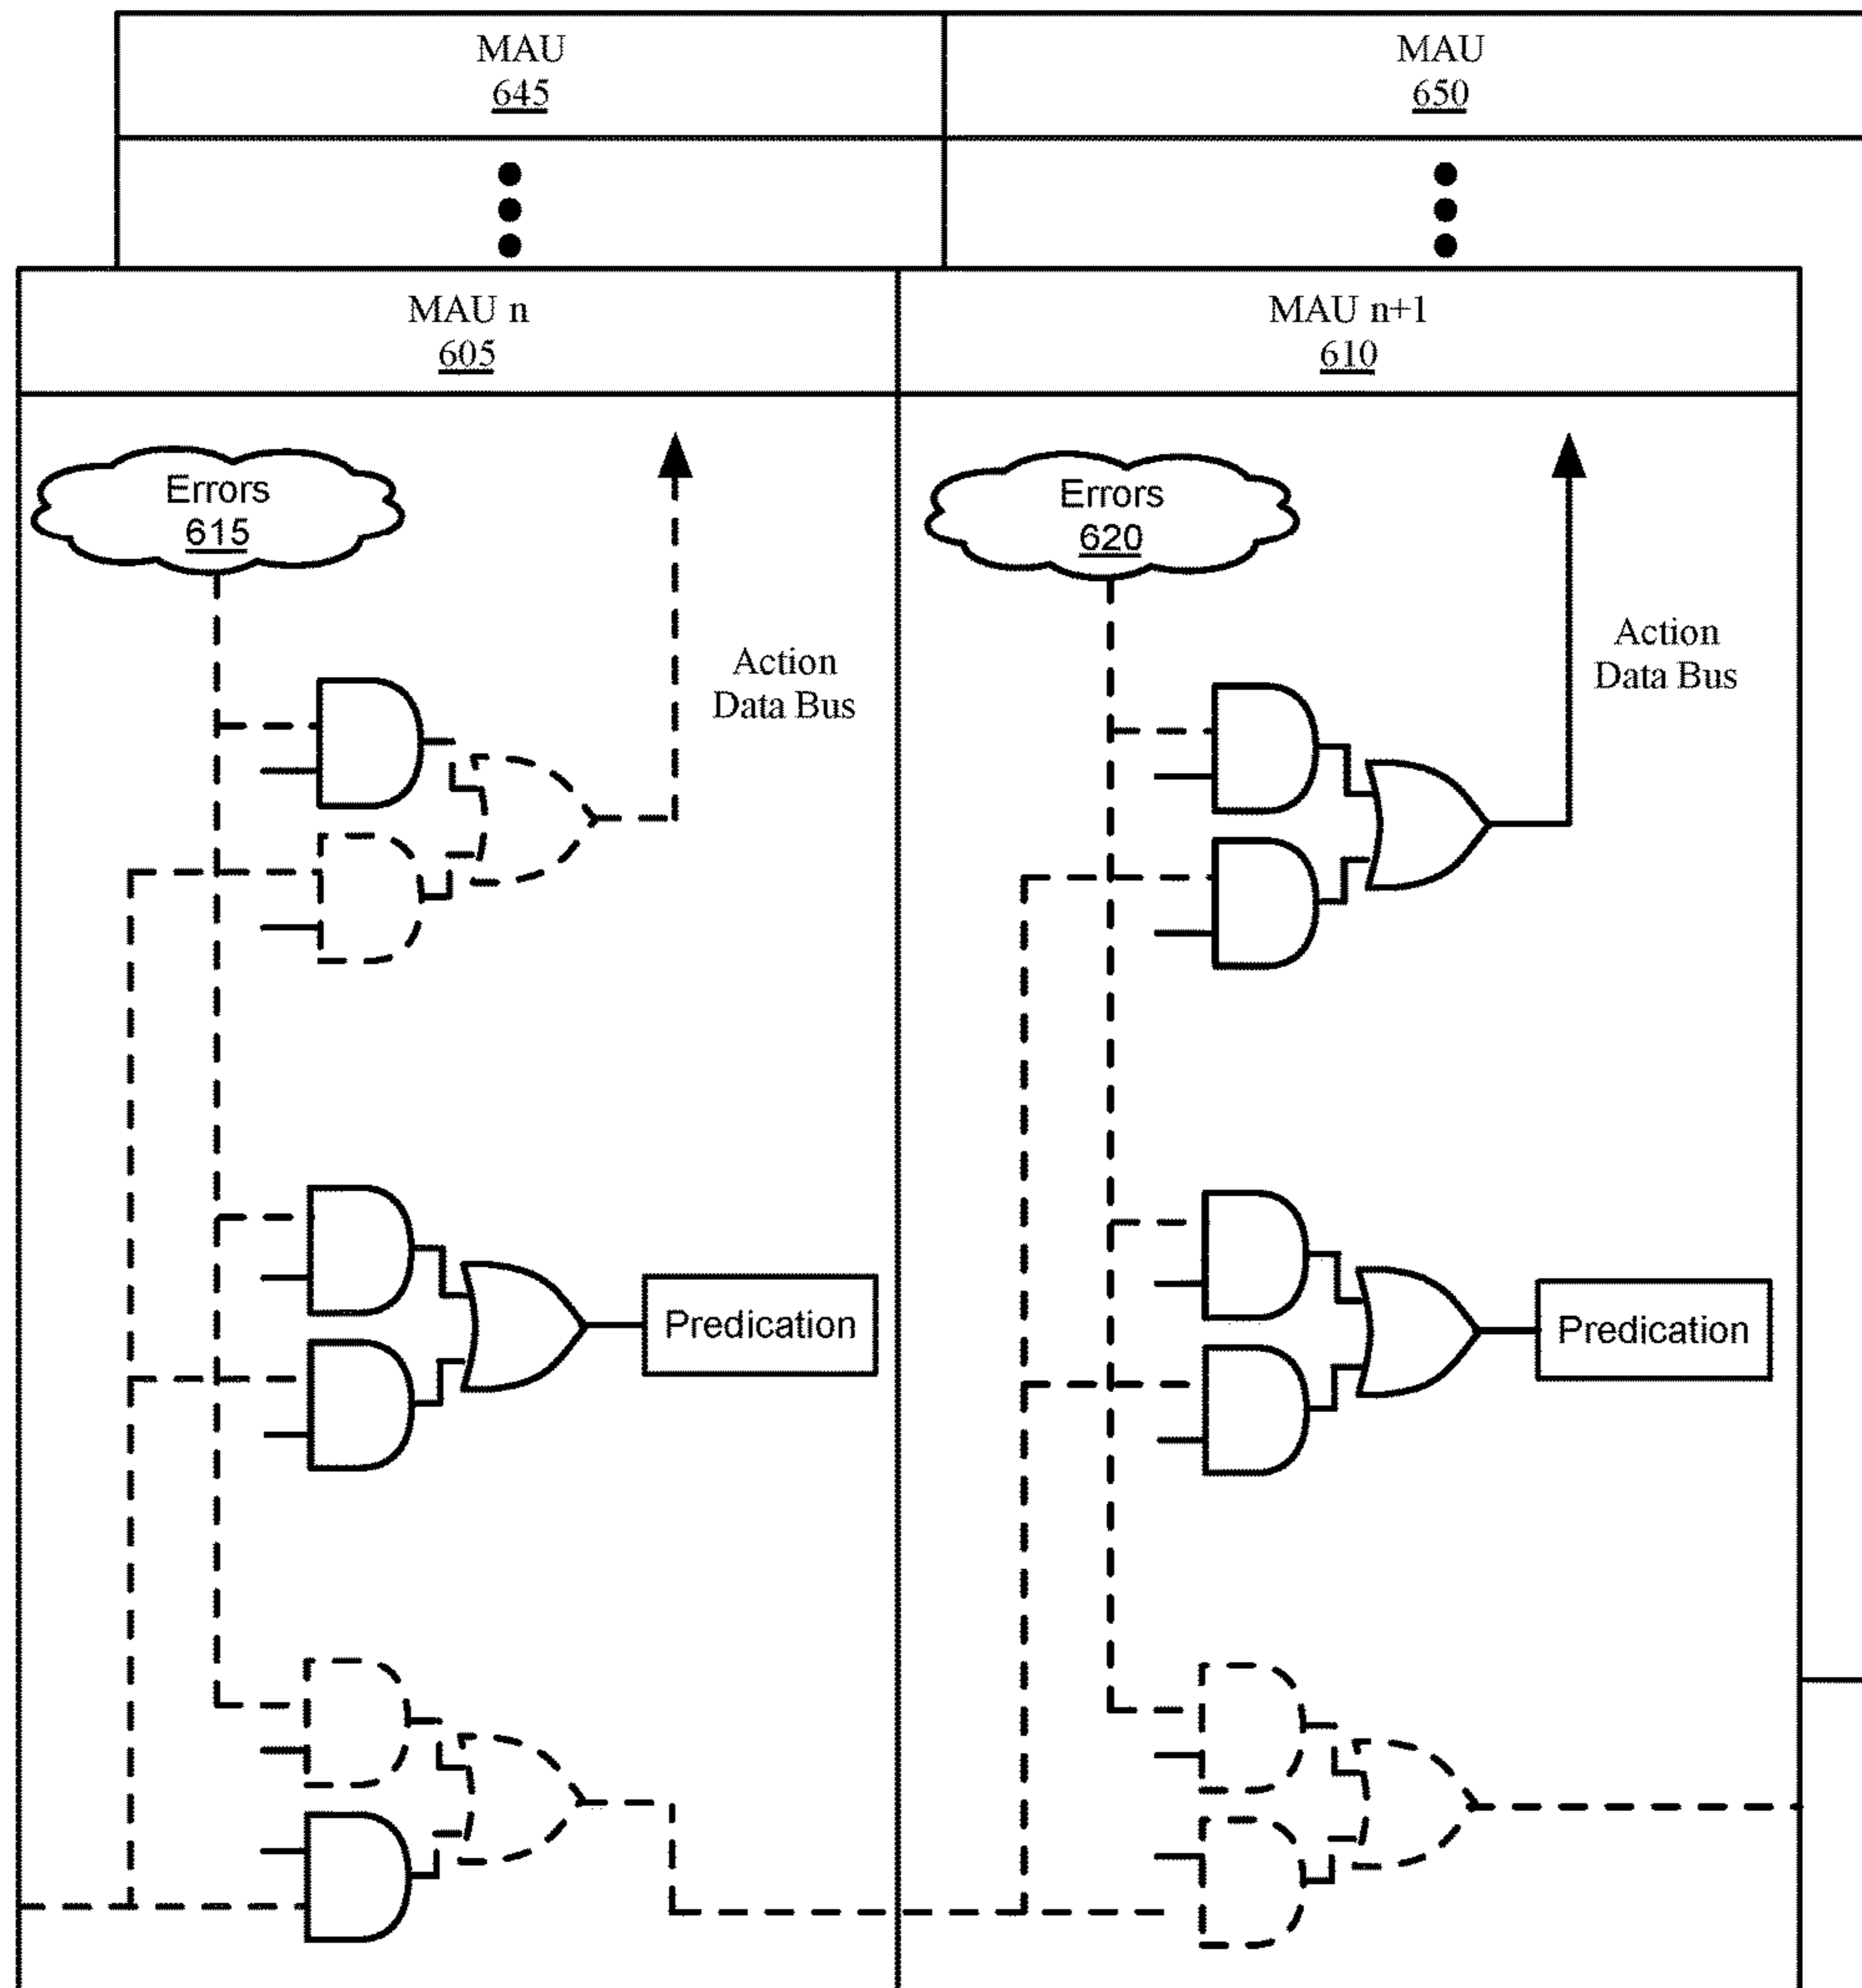 MAU
645
MAU
650
MAU n
605
MAU n+1
610
Errors
615
Action
Data Bus
Errors
620
Action
Data Bus
Predication
Predication